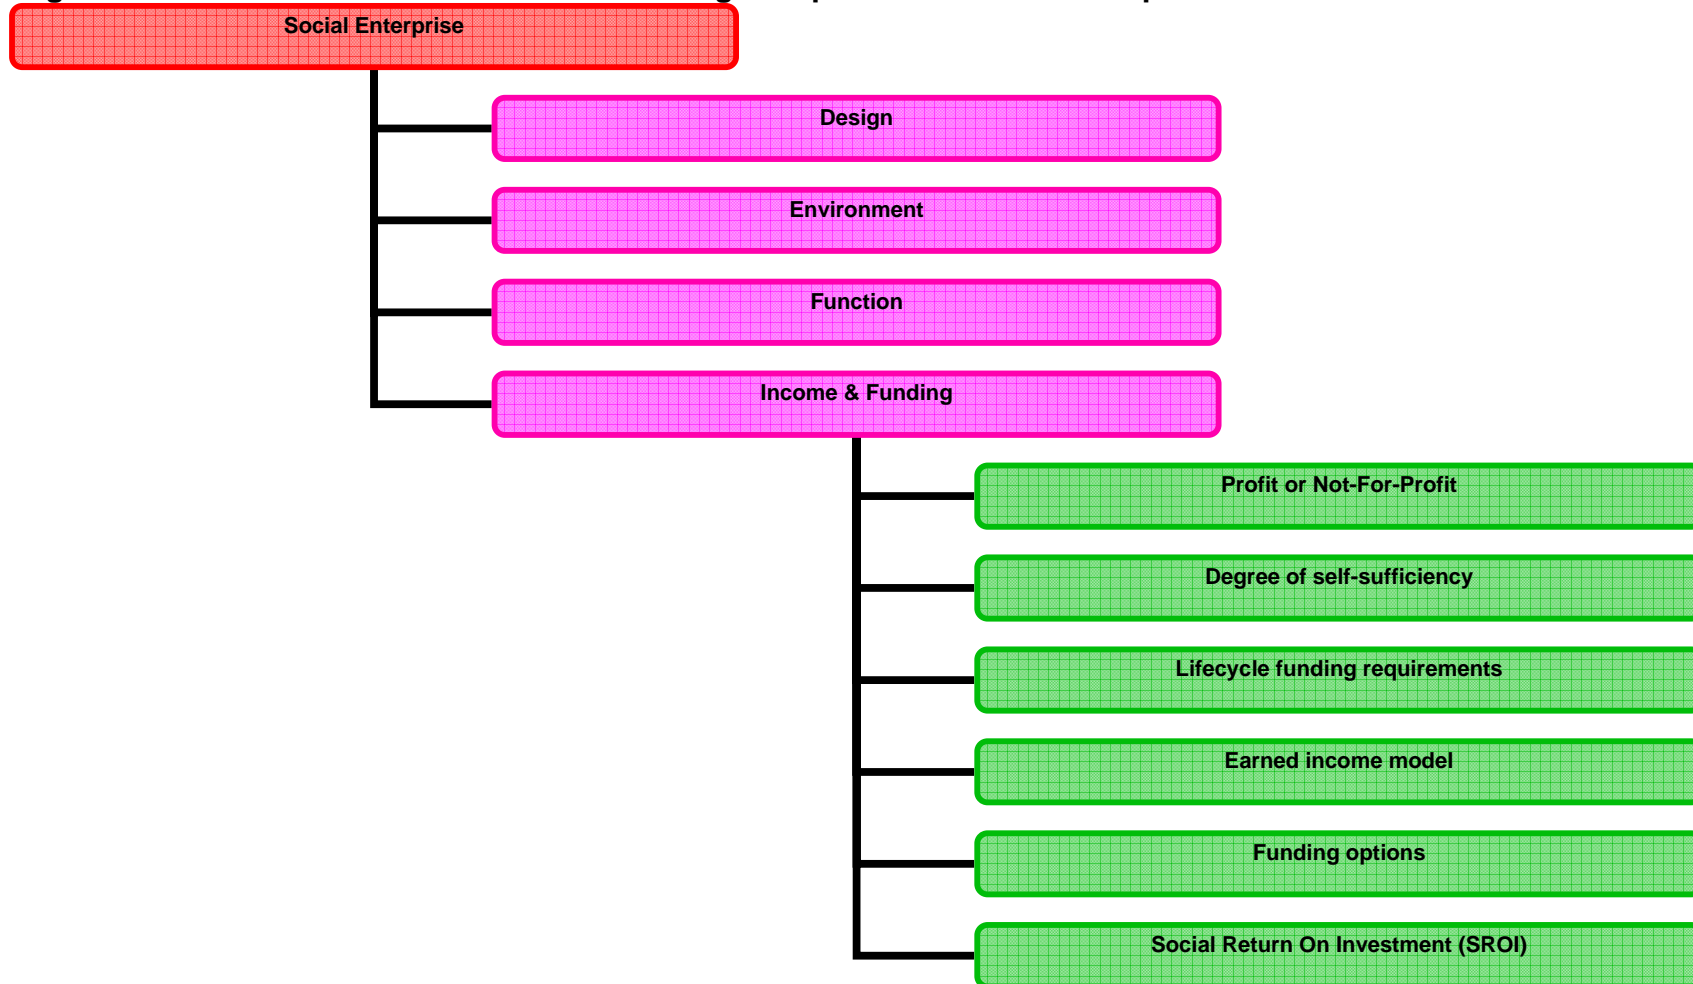 Social Enterprise
Design
Environment
Function
Income & Funding
Profit or Not-For-Profit
Degree of self-sufficiency
Lifecycle funding requirements
Earned income model
Funding options
Social Return On Investment (SROI)